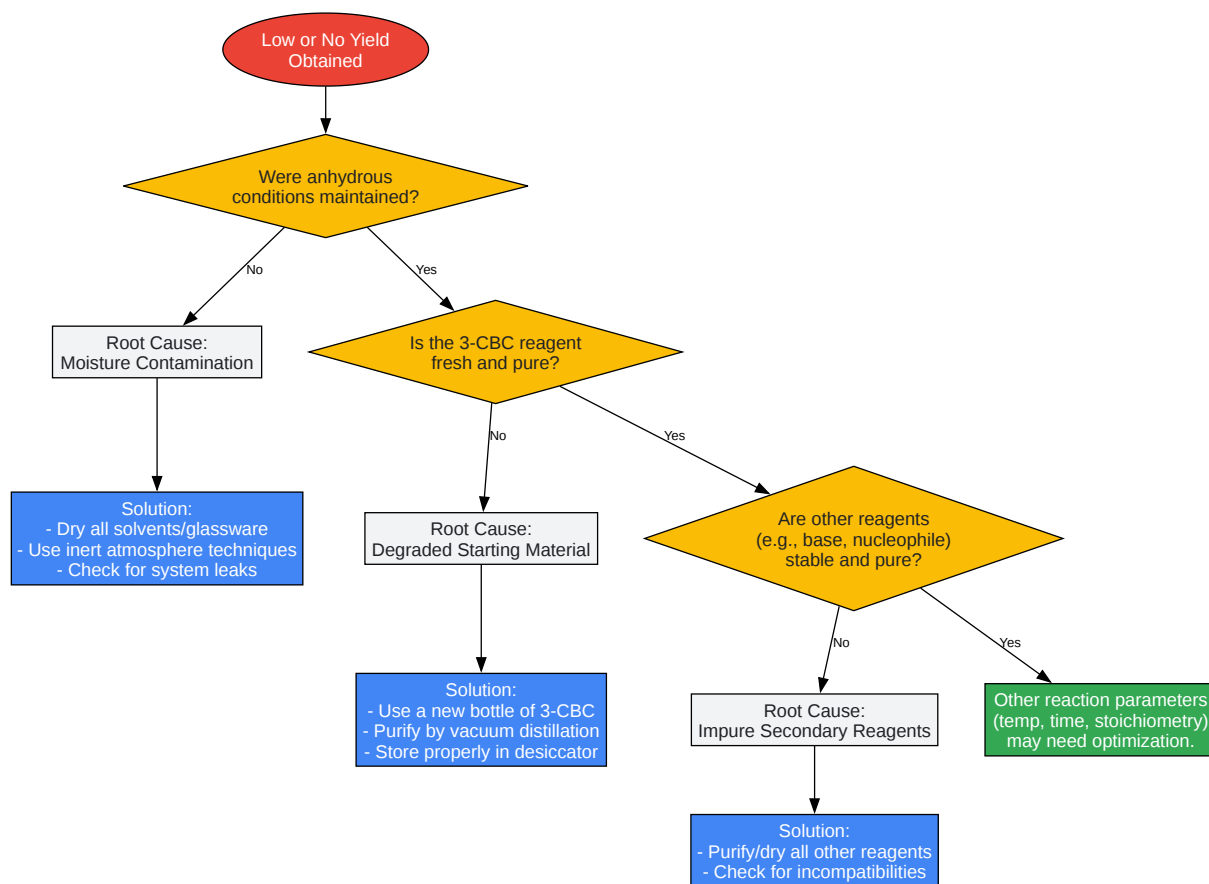 Low or No Yield
Obtained
Were anhydrous
conditions maintained?
No
Yes
Root Cause:
Moisture Contamination
Is the 3-CBC reagent
fresh and pure?
No
Yes
Solution:
- Dry all solvents/glassware
- Use inert atmosphere techniques
- Check for system leaks
Root Cause:
Degraded Starting Material
Are other reagents
(e.g., base, nucleophile)
stable and pure?
No
Yes
Solution:
- Use a new bottle of 3-CBC
- Purify by vacuum distillation
- Store properly in desiccator
Root Cause:
Impure Secondary Reagents
Other reaction parameters
(temp, time, stoichiometry)
may need optimization.
Solution:
- Purify/dry all other reagents
- Check for incompatibilities